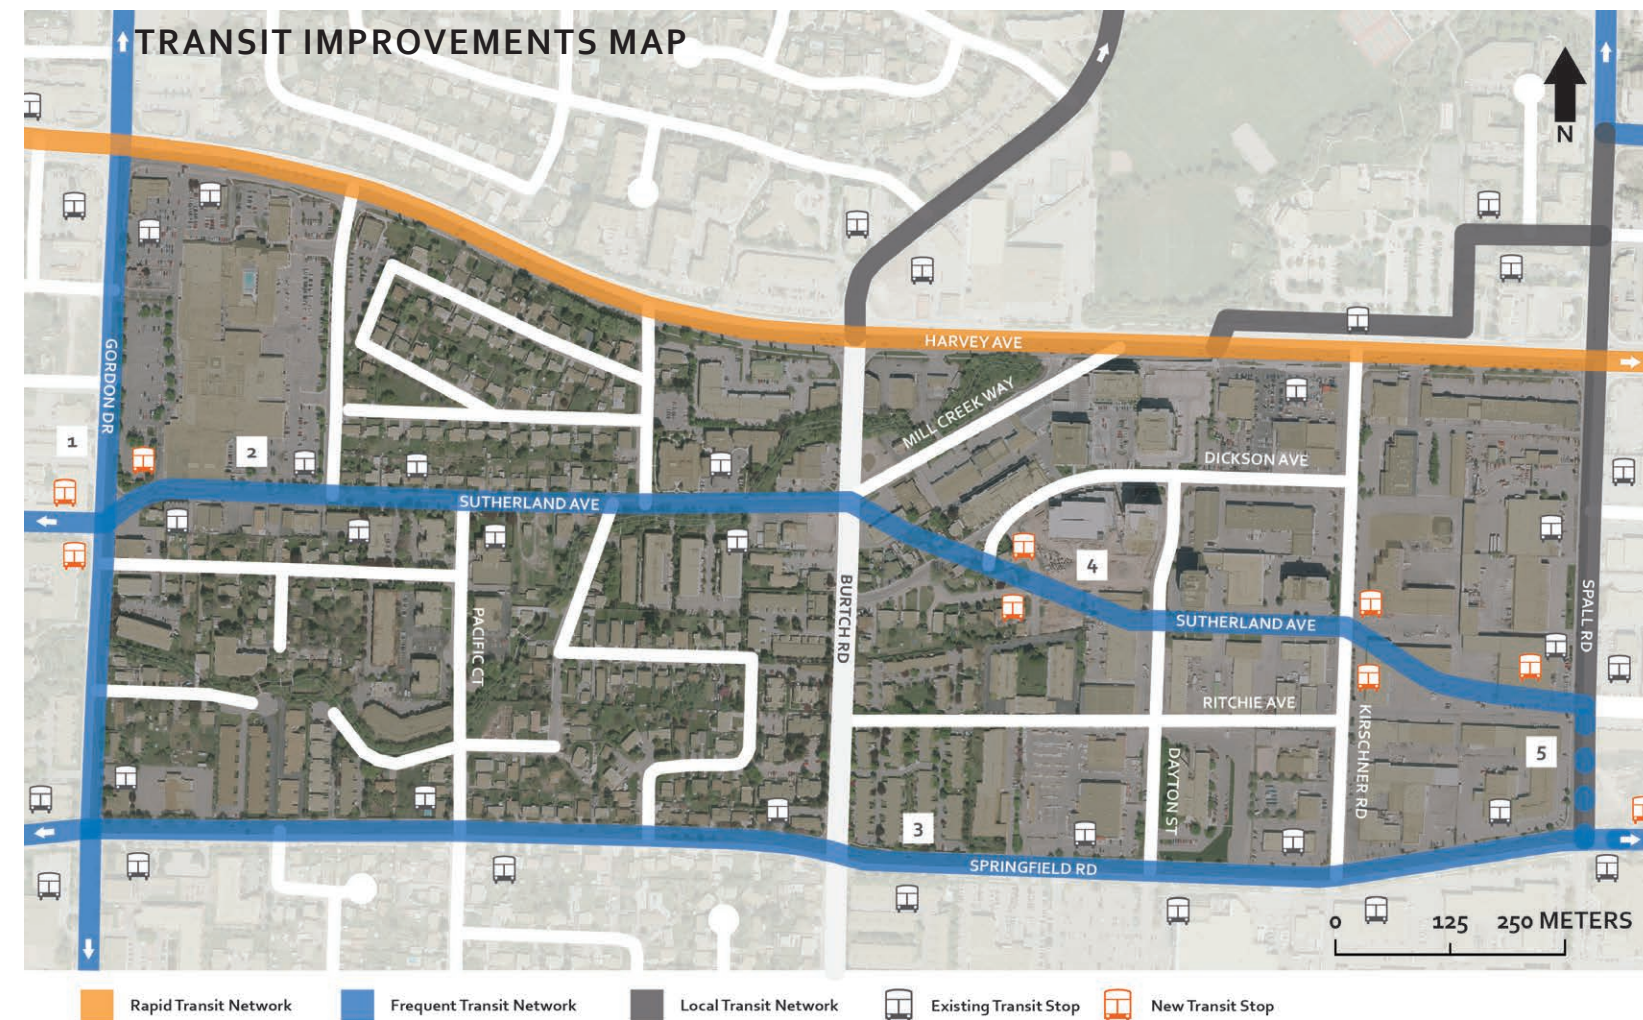 TRANSIT IMPROVEMENTS MAP
N
HARVEY AVE
GORDON DR
MILL CREEK WAY
1
2
DICKSON AVE
SUTHERLAND AVE
4
BURTCH RD
PACIFIC CT
SPALL RD
SUTHERLAND AVE
RITCHIE AVE
KIRSCHNER RD
5
DAYTON ST
3
SPRINGFIELD RD
0 125 250 METERS
Rapid Transit Network Frequent Transit Network Local Transit Network Existing Transit Stop New Transit Stop